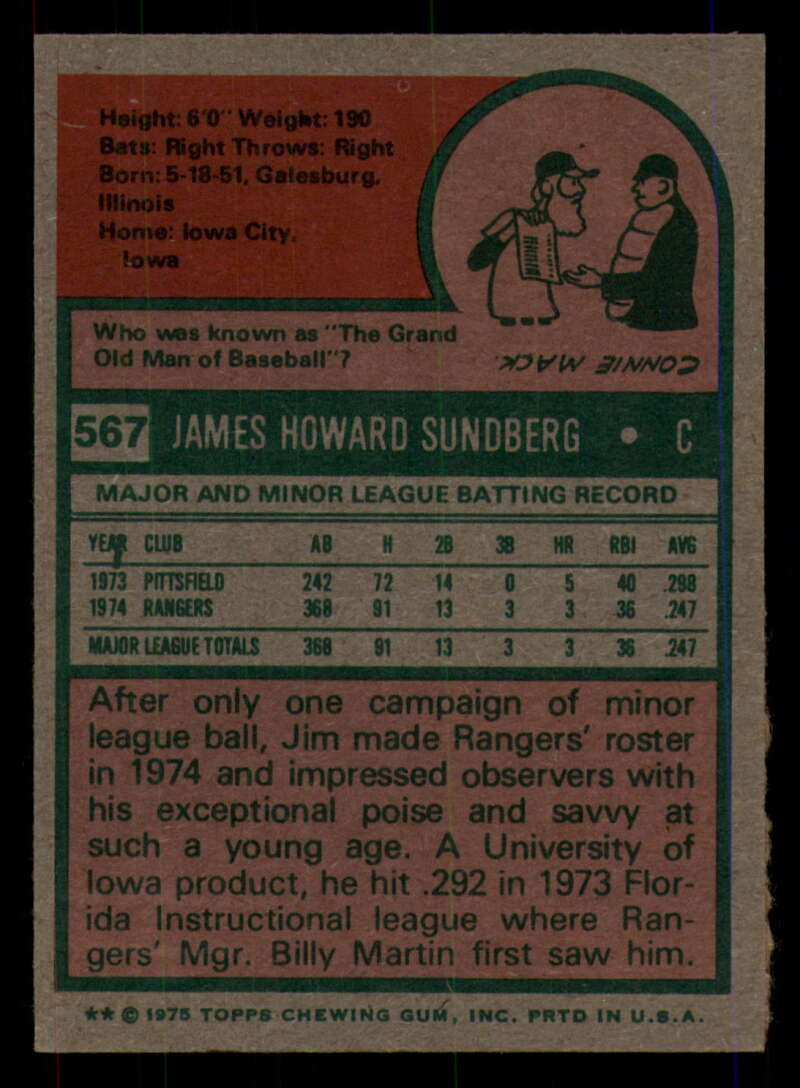 Height: 6'0" Weight: 190
Bats: Right Throws: Right
Born: 5-18-51, Galesburg,
Illinois
Home: Iowa City,
Iowa
Who was known as "The Grand
Old Man of Baseball"?
CONNIE MACK.
567 JAMES HOWARD SUNDBERG • C
MAJOR AND MINOR LEAGUE BATTING RECORD
YEAR CLUB AB H 2B 3B HR RBI AVG
1973 PITTSFIELD 242 72 14 0 5 40 .298
1974 RANGERS 368 91 13 3 3 36 .247
MAJOR LEAGUE TOTALS 368 91 13 3 3 36 .247
After only one campaign of minor
league ball, Jim made Rangers' roster
in 1974 and impressed observers with
his exceptional poise and savvy at
such a young age. A University of
Iowa product, he hit .292 in 1973 Flor-
ida Instructional league where Ran-
gers' Mgr. Billy Martin first saw him.
** © 1975 TOPPS CHEWING GUM, INC. PRTD IN U.S.A.